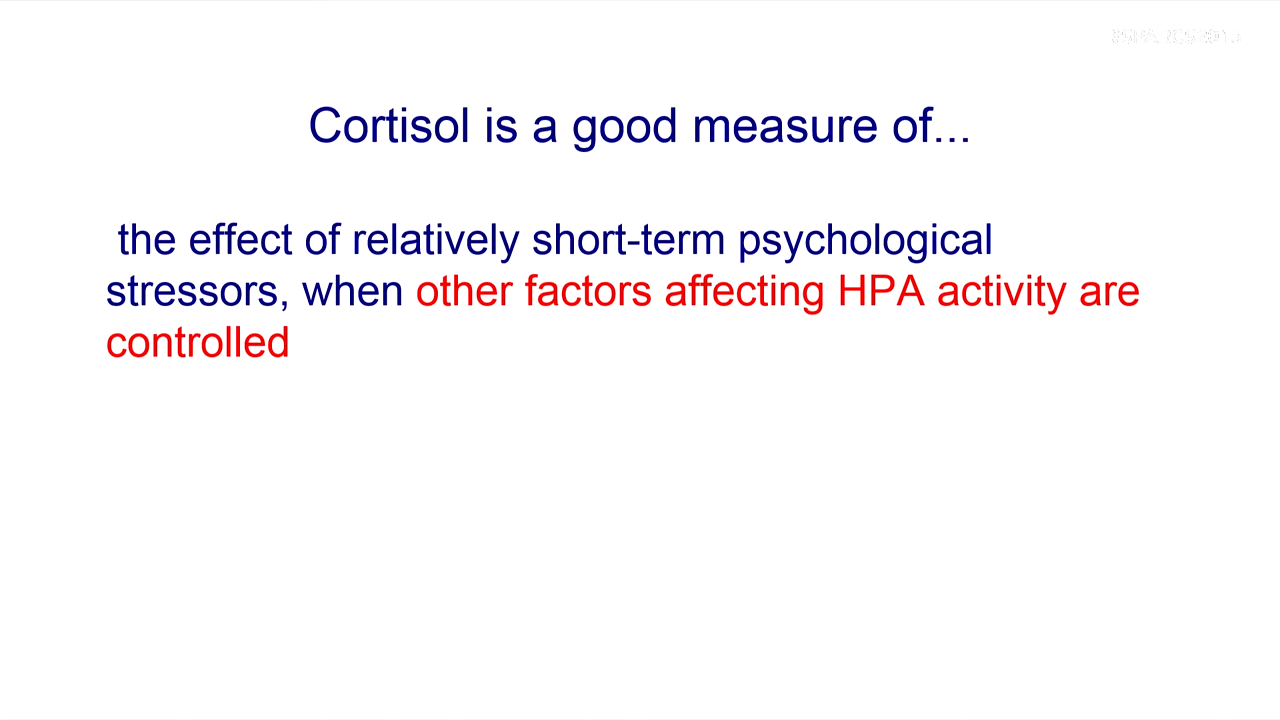 Cortisol is a good measure of...
the effect of relatively short-term psychological
stressors, when other factors affecting HPA activity are
controlled